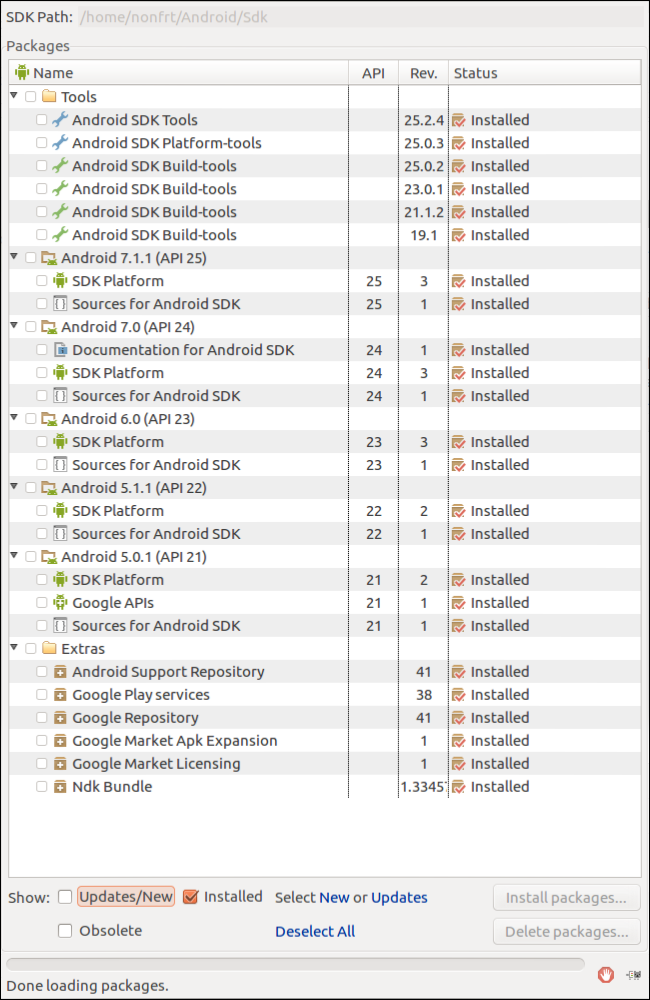 SDK Path: /home/nonfrt/Android/Sdk
Packages
Name API Rev. Status
Tools
Android SDK Tools 25.2.4 Installed
Android SDK Platform-tools 25.0.3 Installed
Android SDK Build-tools 25.0.2 Installed
Android SDK Build-tools 23.0.1 Installed
Android SDK Build-tools 21.1.2 Installed
Android SDK Build-tools 19.1 Installed
Android 7.1.1 (API 25)
SDK Platform 25 3 Installed
Sources for Android SDK 25 1 Installed
Android 7.0 (API 24)
Documentation for Android SDK 24 1 Installed
SDK Platform 24 3 Installed
Sources for Android SDK 24 1 Installed
Android 6.0 (API 23)
SDK Platform 23 3 Installed
Sources for Android SDK 23 1 Installed
Android 5.1.1 (API 22)
SDK Platform 22 2 Installed
Sources for Android SDK 22 1 Installed
Android 5.0.1 (API 21)
SDK Platform 21 2 Installed
Google APIs 21 1 Installed
Sources for Android SDK 21 1 Installed
Extras
Android Support Repository 41 Installed
Google Play services 38 Installed
Google Repository 41 Installed
Google Market Apk Expansion 1 Installed
Google Market Licensing 1 Installed
Ndk Bundle 1.3345 Installed
Show: Updates/New Installed Select New or Updates Install packages...
Obsolete Deselect All Delete packages...
Done loading packages.